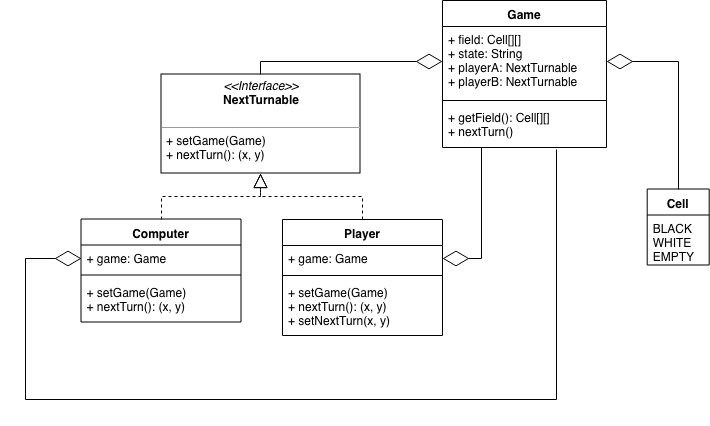 Game
+ field: Cell[][]
+ state: String
+ playerA: NextTurnable
+ playerB: NextTurnable
+ getField(): Cell[][]
+ nextTurn()
<<Interface>>
NextTurnable
+ setGame(Game)
+ nextTurn(): (x, y)
Cell
BLACK
WHITE
EMPTY
Computer
+ game: Game
+ setGame(Game)
+ nextTurn(): (x, y)
Player
+ game: Game
+ setGame(Game)
+ nextTurn(): (x, y)
+ setNextTurn(x, y)